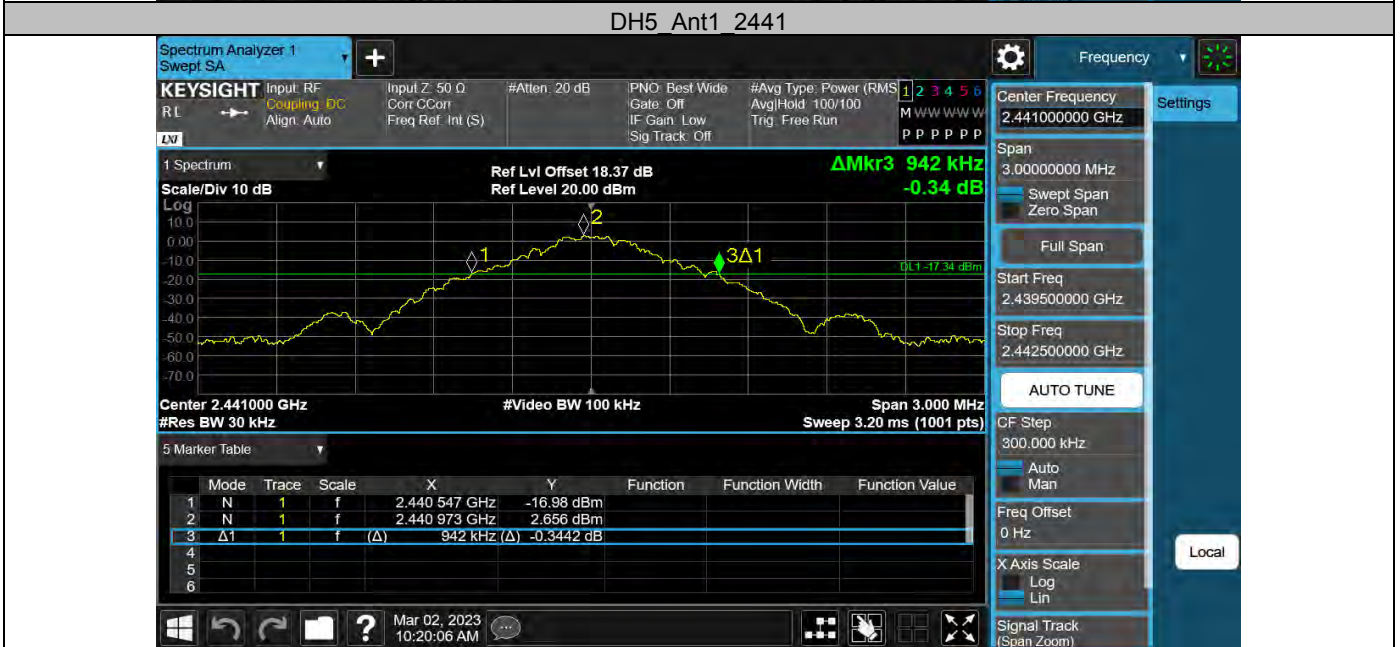 DH5_Ant1_2441
Spectrum Analyzer 1
Swept SA
Frequency
KEYSIGHT
RL
LXI
Input: RF
Coupling: DC
Align: Auto
Input Z: 50 Ω
Corr CCorr
Freq Ref: Int (S)
#Atten: 20 dB
PNO: Best Wide
Gate: Off
IF Gain: Low
Sig Track: Off
#Avg Type: Power (RMS
Avg|Hold: 100/100
Trig: Free Run
1 2 3 4 5 6
M W W W W W
P P P P P P
Center Frequency
2.441000000 GHz
Settings
Span
3.00000000 MHz
Swept Span
Zero Span
Full Span
Start Freq
2.439500000 GHz
Stop Freq
2.442500000 GHz
AUTO TUNE
CF Step
300.000 kHz
Auto
Man
Freq Offset
0 Hz
X Axis Scale
Log
Lin
Signal Track
(Span Zoom)
Local
1 Spectrum
Scale/Div 10 dB
Ref Lvl Offset 18.37 dB
Ref Level 20.00 dBm
ΔMkr3 942 kHz
-0.34 dB
Log
10.0
0.00
-10.0
-20.0
-30.0
-40.0
-50.0
-60.0
-70.0
1
2
3Δ1
DL1 -17.34 dBm
Center 2.441000 GHz
#Video BW 100 kHz
Span 3.000 MHz
#Res BW 30 kHz
Sweep 3.20 ms (1001 pts)
5 Marker Table
Mode Trace Scale X Y Function Function Width Function Value
1 N 1 f 2.440 547 GHz -16.98 dBm
2 N 1 f 2.440 973 GHz 2.656 dBm
3 Δ1 1 f (Δ) 942 kHz (Δ) -0.3442 dB
4
5
6
?
Mar 02, 2023
10:20:06 AM